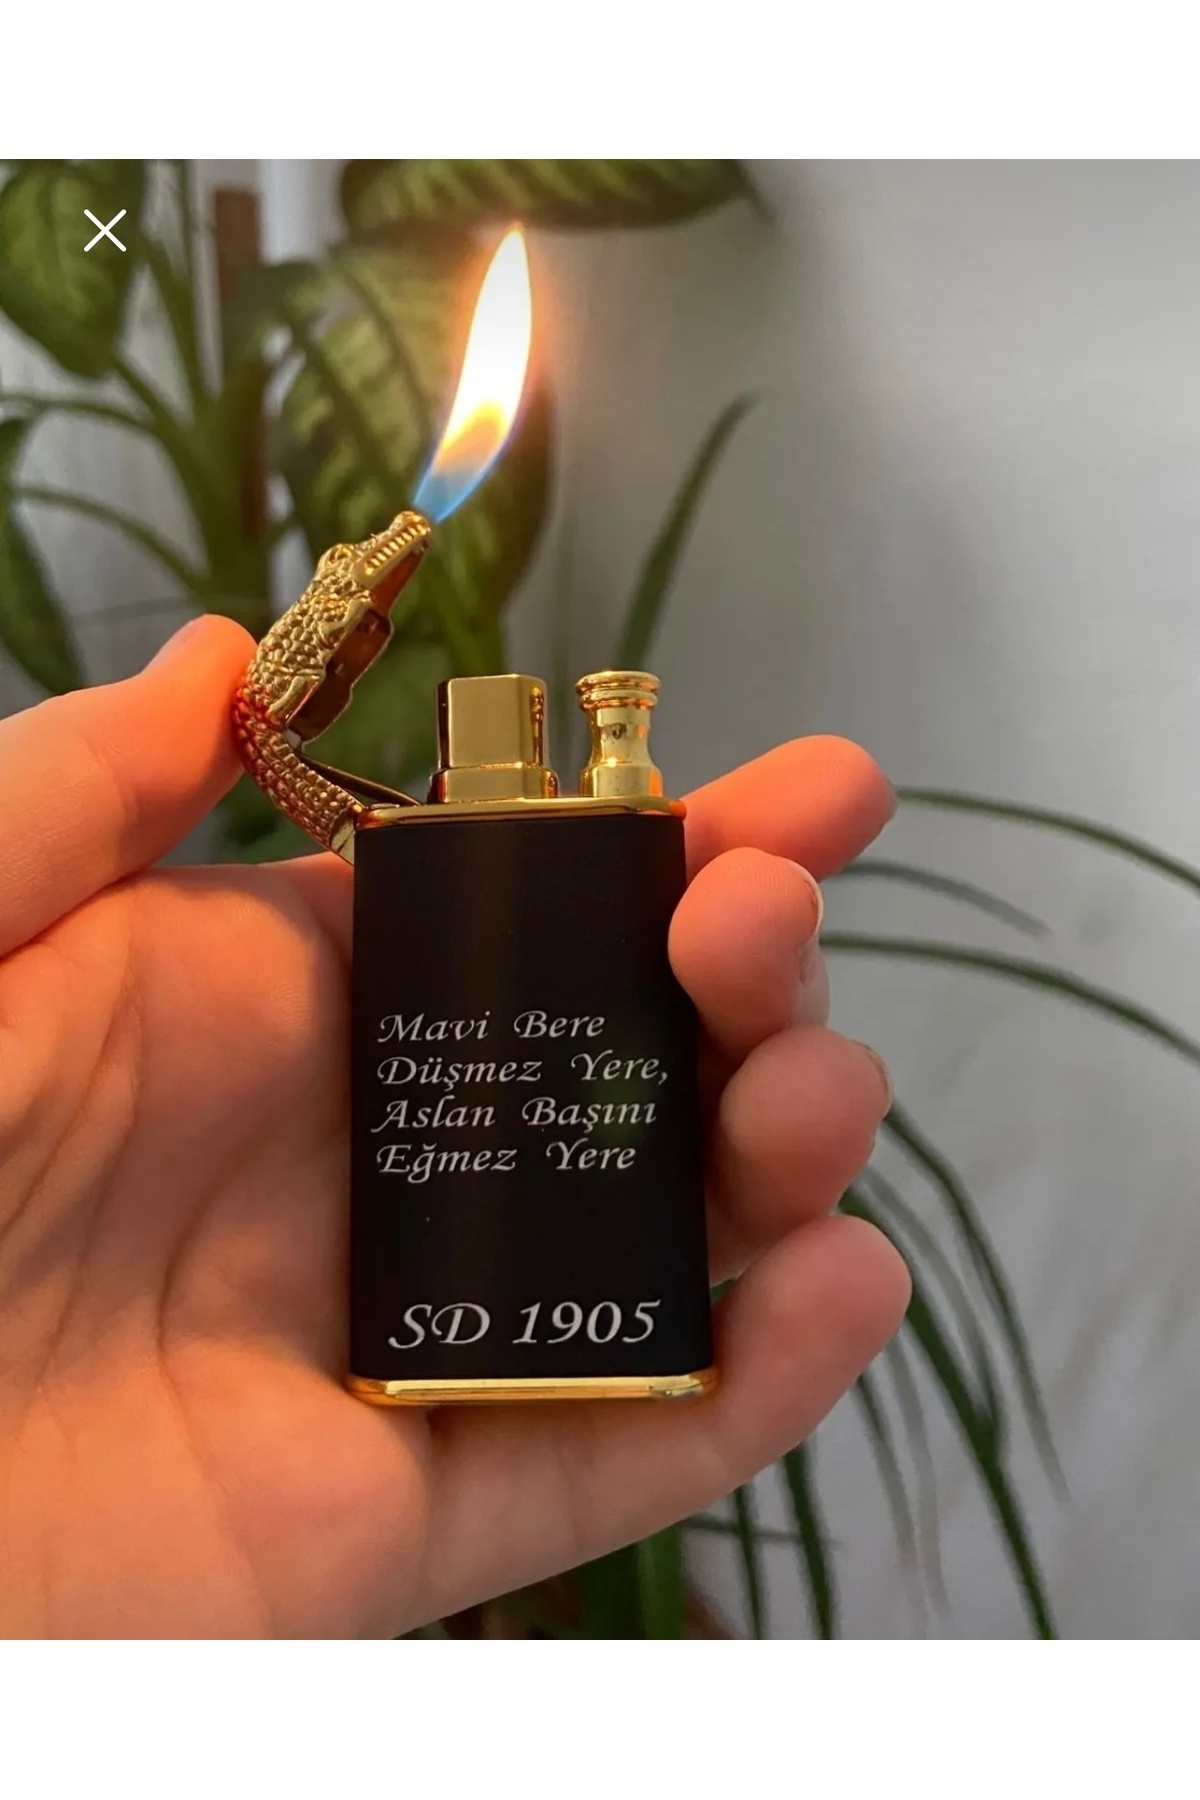 Mavi Bere
Düşmez Yere,
Aslan Başını
Eğmez Yere
SD 1905